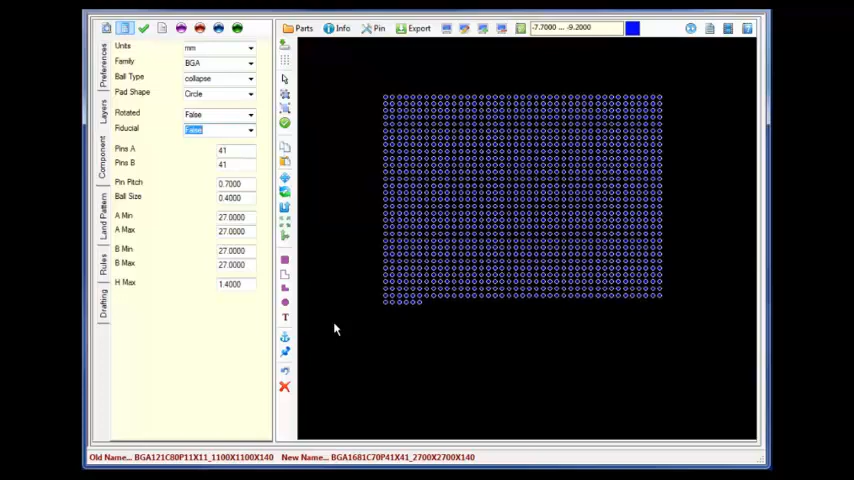 Parts Info Pin Export -7.7000 ... -9.2000
Preferences
Layers
Component
Land Pattern
Rules
Drafting
Units mm
Family BGA
Ball Type collapse
Pad Shape Circle
Rotated False
Fiducial False
Pins A 41
Pins B 41
Pin Pitch 0.7000
Ball Size 0.4000
A Min 27.0000
A Max 27.0000
B Min 27.0000
B Max 27.0000
H Max 1.4000
T
Old Name... BGA121C80P11X11_1100X1100X140 New Name... BGA1681C70P41X41_2700X2700X140